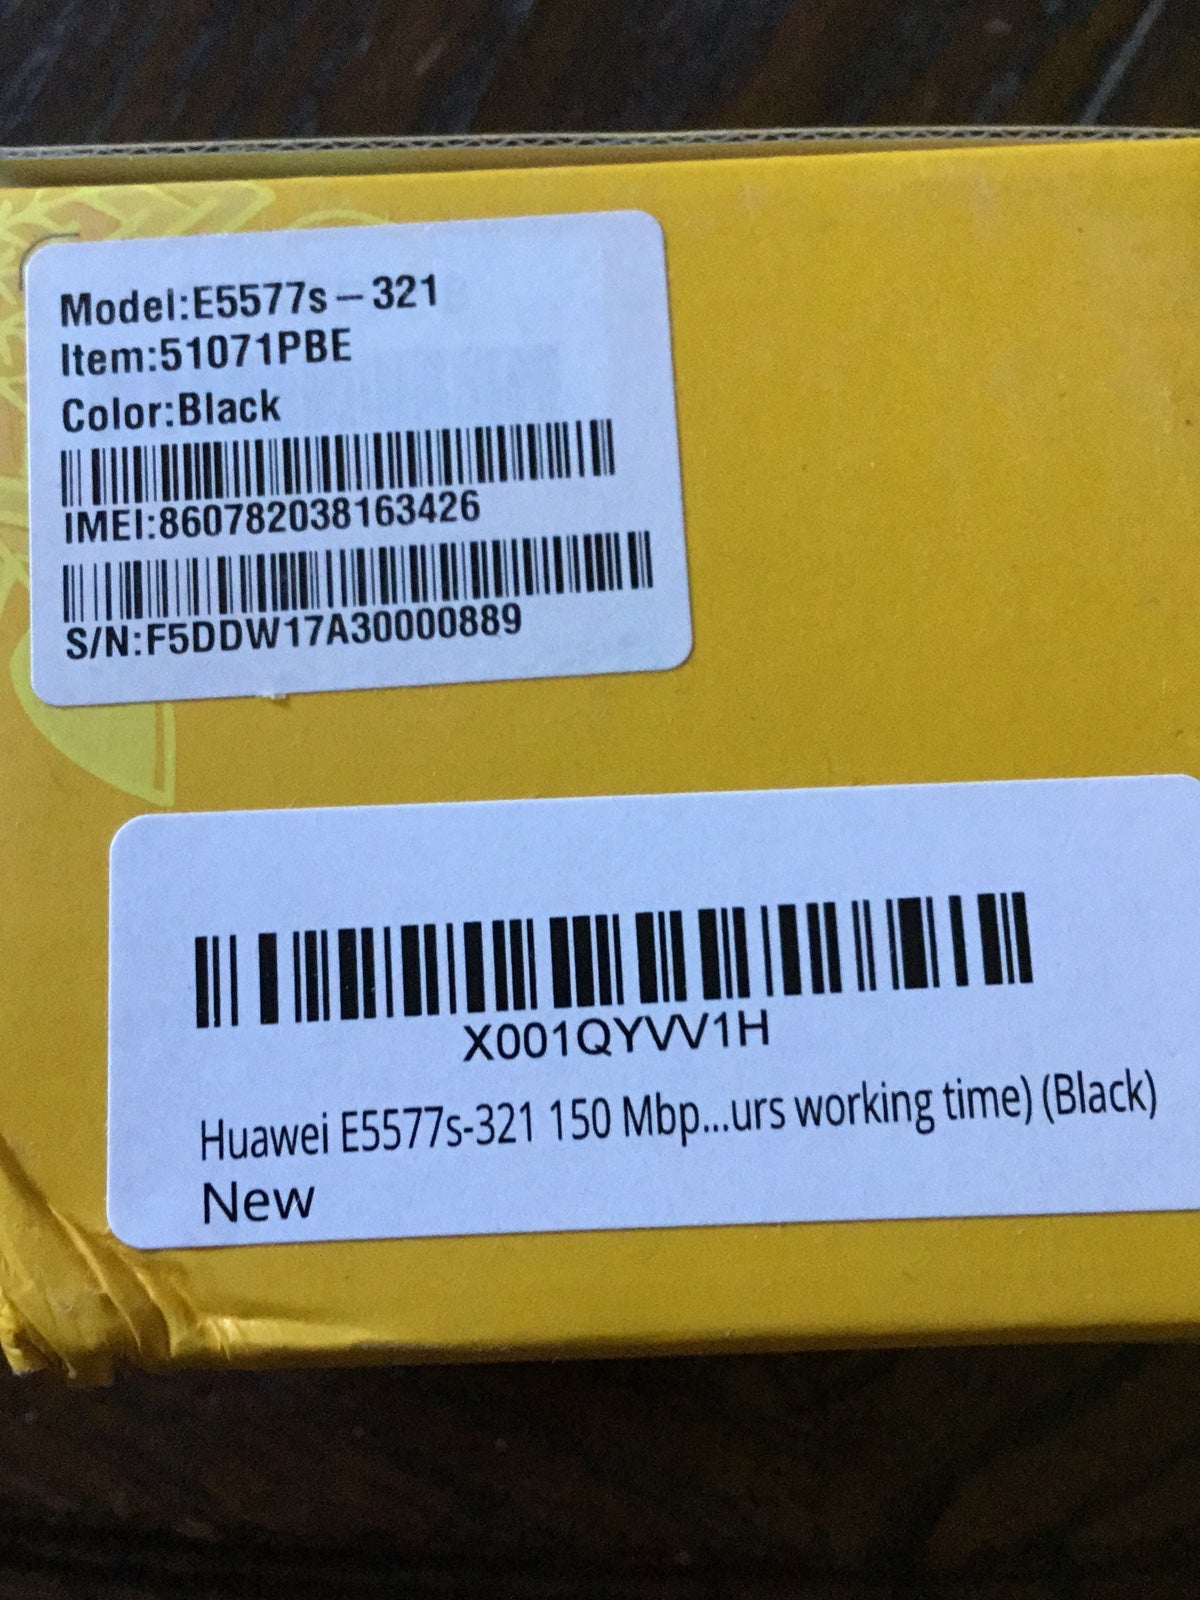 Model:E5577s–321
Item:51071PBE
Color:Black
IMEI:860782038163426
S/N:F5DDW17A30000889
X001QYVV1H
Huawei E5577s-321 150 Mbp...urs working time) (Black)
New